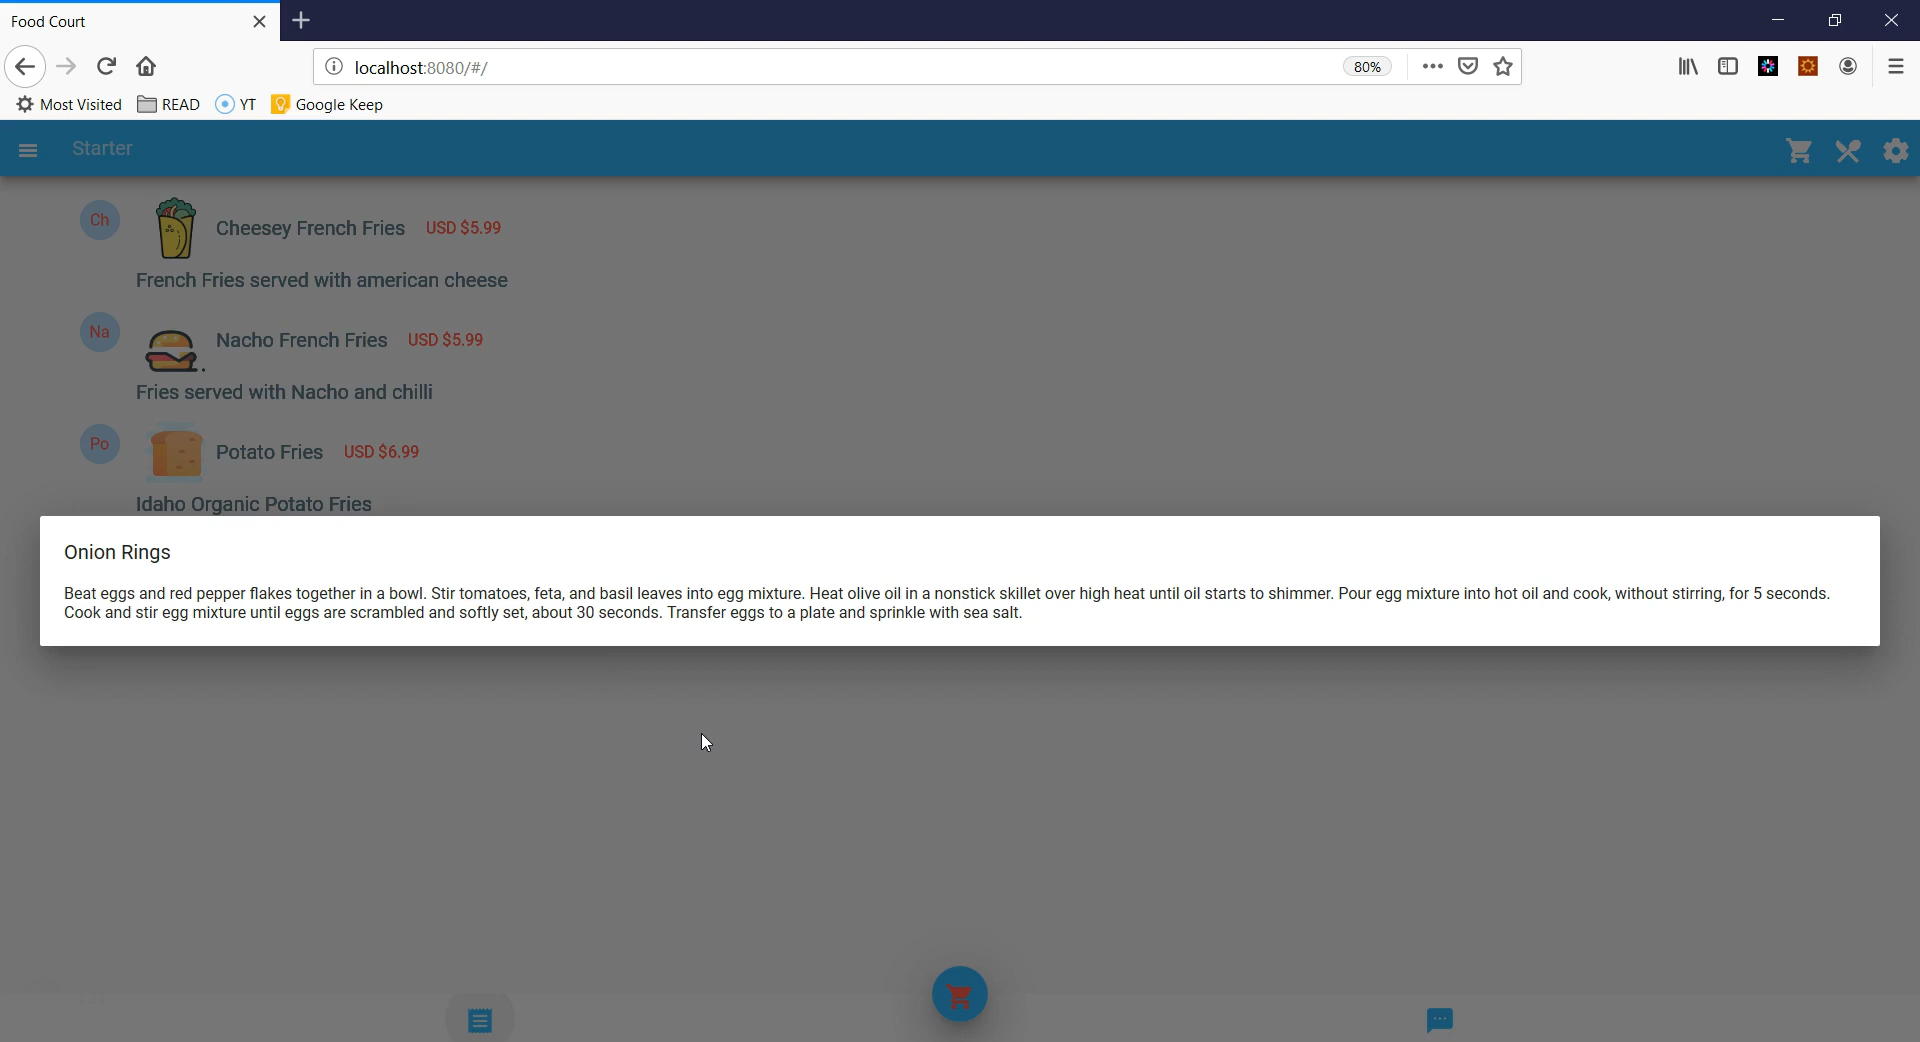 Food Court
localhost:8080/#/
80%
Most Visited READ YT Google Keep
Starter
Ch Cheesey French Fries USD $5.99
French Fries served with american cheese
Na Nacho French Fries USD $5.99
Fries served with Nacho and chilli
Po Potato Fries USD $6.99
Idaho Organic Potato Fries
Onion Rings
Beat eggs and red pepper flakes together in a bowl. Stir tomatoes, feta, and basil leaves into egg mixture. Heat olive oil in a nonstick skillet over high heat until oil starts to shimmer. Pour egg mixture into hot oil and cook, without stirring, for 5 seconds.
Cook and stir egg mixture until eggs are scrambled and softly set, about 30 seconds. Transfer eggs to a plate and sprinkle with sea salt.